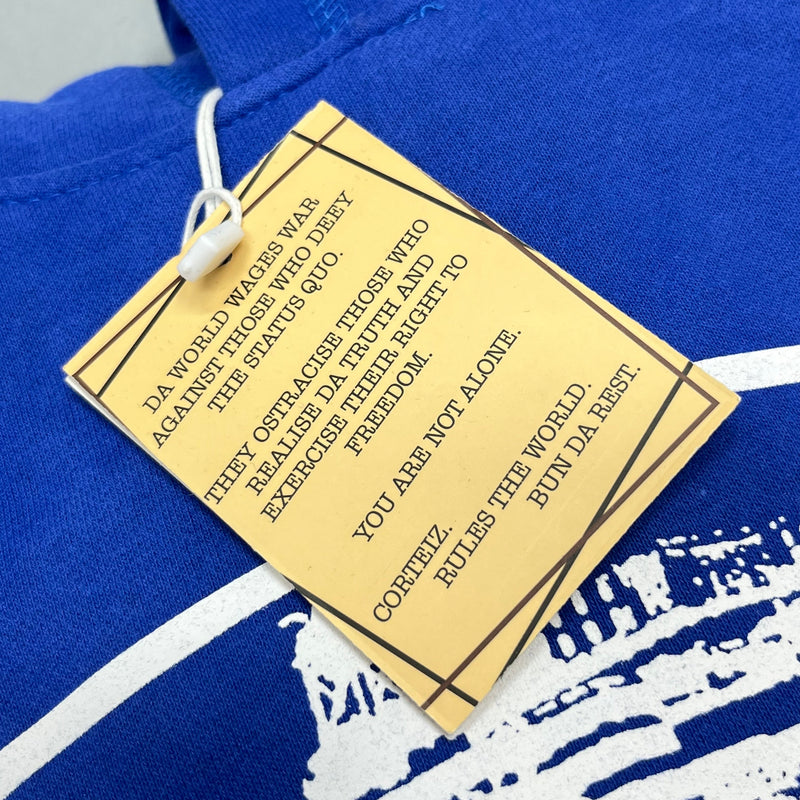 DA WORLD WAGES WAR
AGAINST THOSE WHO DEFY
THE STATUS QUO.
THEY OSTRACISE THOSE WHO
REALISE DA TRUTH AND
EXERCISE THEIR RIGHT TO
FREEDOM.
YOU ARE NOT ALONE.
CORTEIZ.
RULES THE WORLD.
BUN DA REST.